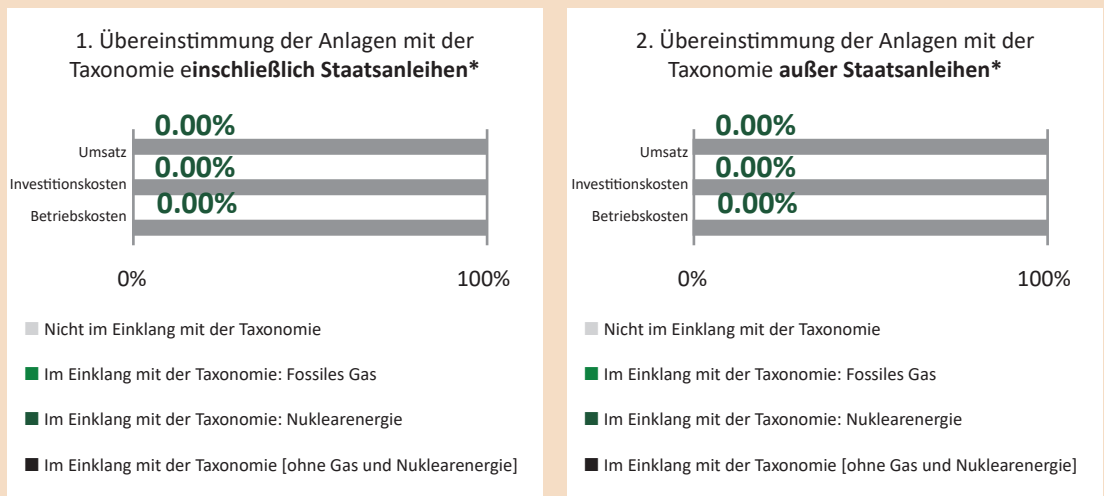 1. Übereinstimmung der Anlagen mit der
Taxonomie einschließlich Staatsanleihen*
0.00%
Umsatz
0.00%
Investitionskosten
0.00%
Betriebskosten
0%
100%
Nicht im Einklang mit der Taxonomie
Im Einklang mit der Taxonomie: Fossiles Gas
Im Einklang mit der Taxonomie: Nuklearenergie
Im Einklang mit der Taxonomie [ohne Gas und Nuklearenergie]
2. Übereinstimmung der Anlagen mit der
Taxonomie außer Staatsanleihen*
0.00%
Umsatz
0.00%
Investitionskosten
0.00%
Betriebskosten
0%
100%
Nicht im Einklang mit der Taxonomie
Im Einklang mit der Taxonomie: Fossiles Gas
Im Einklang mit der Taxonomie: Nuklearenergie
Im Einklang mit der Taxonomie [ohne Gas und Nuklearenergie]